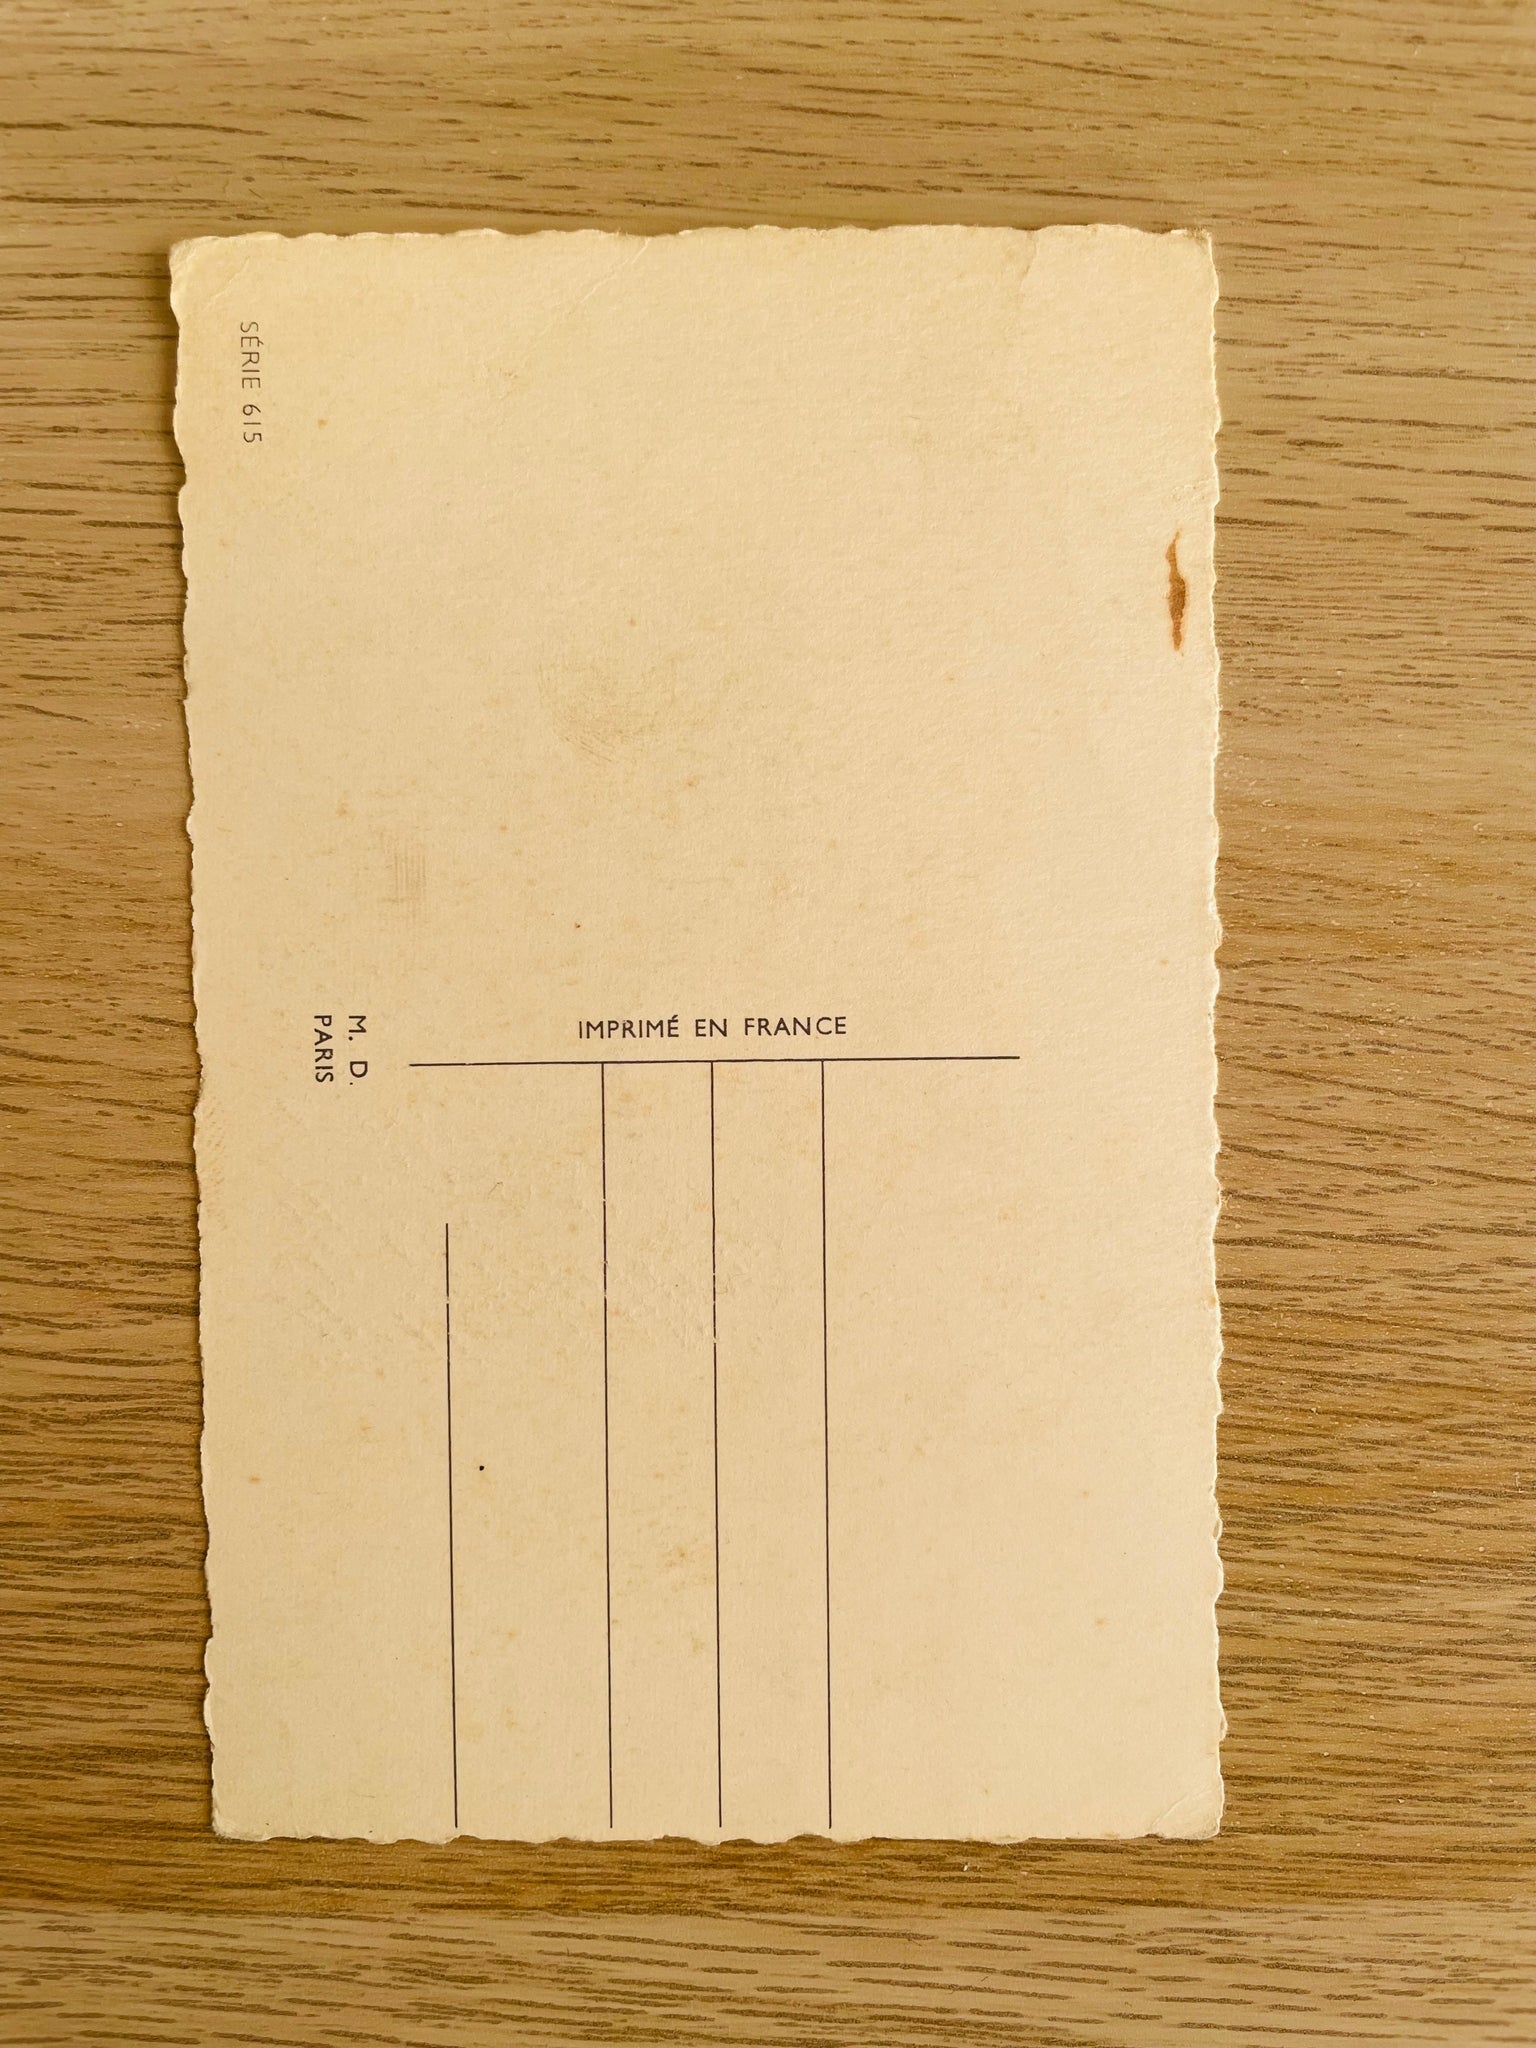 SÉRIE 615
M. D.
PARIS
IMPRIMÉ EN FRANCE